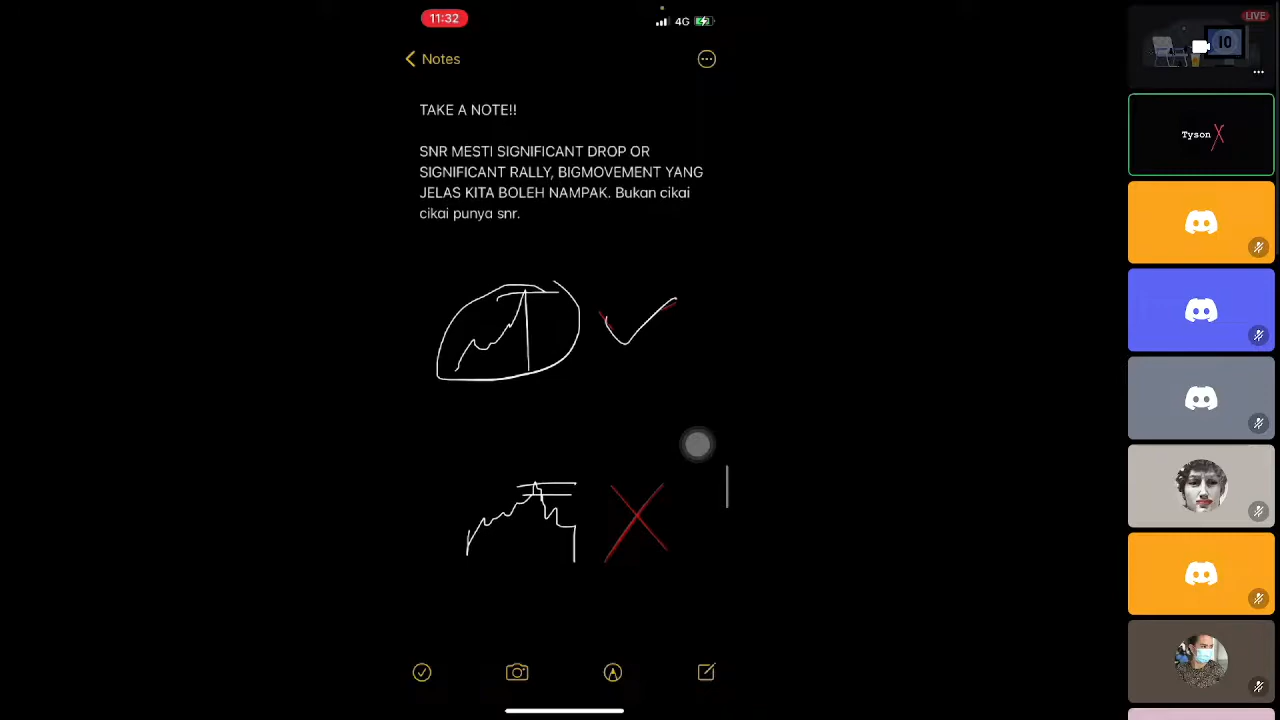 11:32
4G
LIVE
Notes
10
TAKE A NOTE!!
Tyson X
SNR MESTI SIGNIFICANT DROP OR
SIGNIFICANT RALLY, BIGMOVEMENT YANG
JELAS KITA BOLEH NAMPAK. Bukan cikai
cikai punya snr.